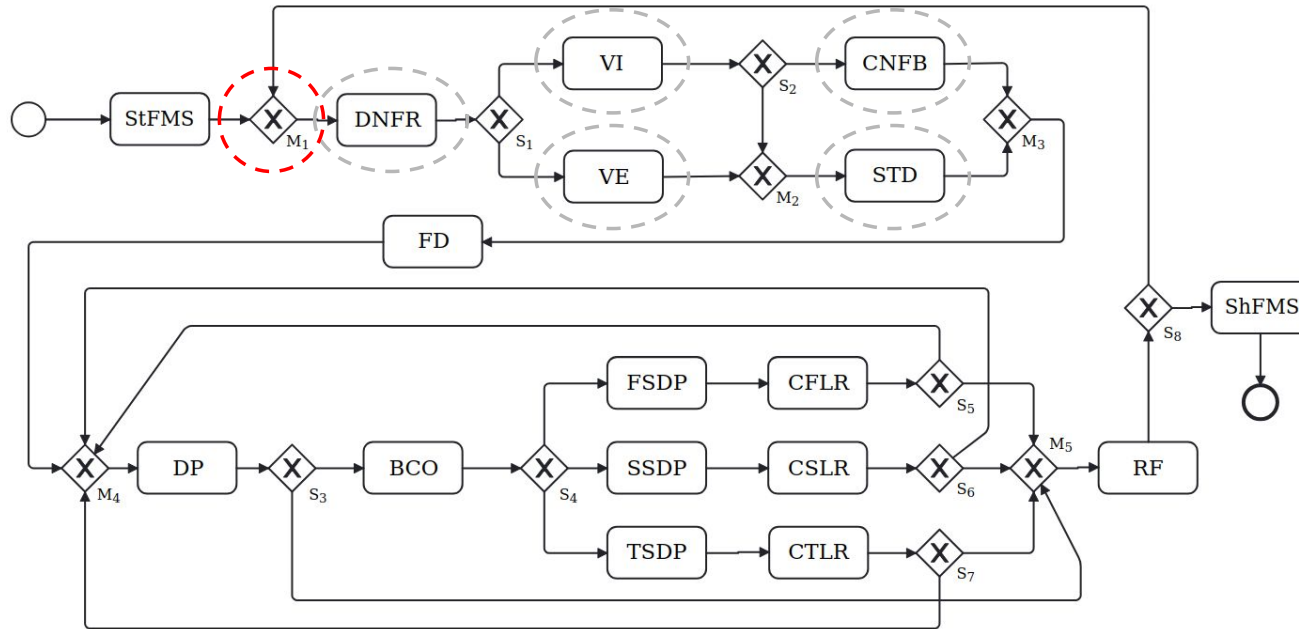 VI
CNFB
S2
StFMS
DNFR
M1
S1
M3
VE
STD
M2
FD
ShFMS
S8
FSDP
CFLR
S5
M5
DP
BCO
SSDP
CSLR
RF
M4
S3
S4
S6
TSDP
CTLR
S7